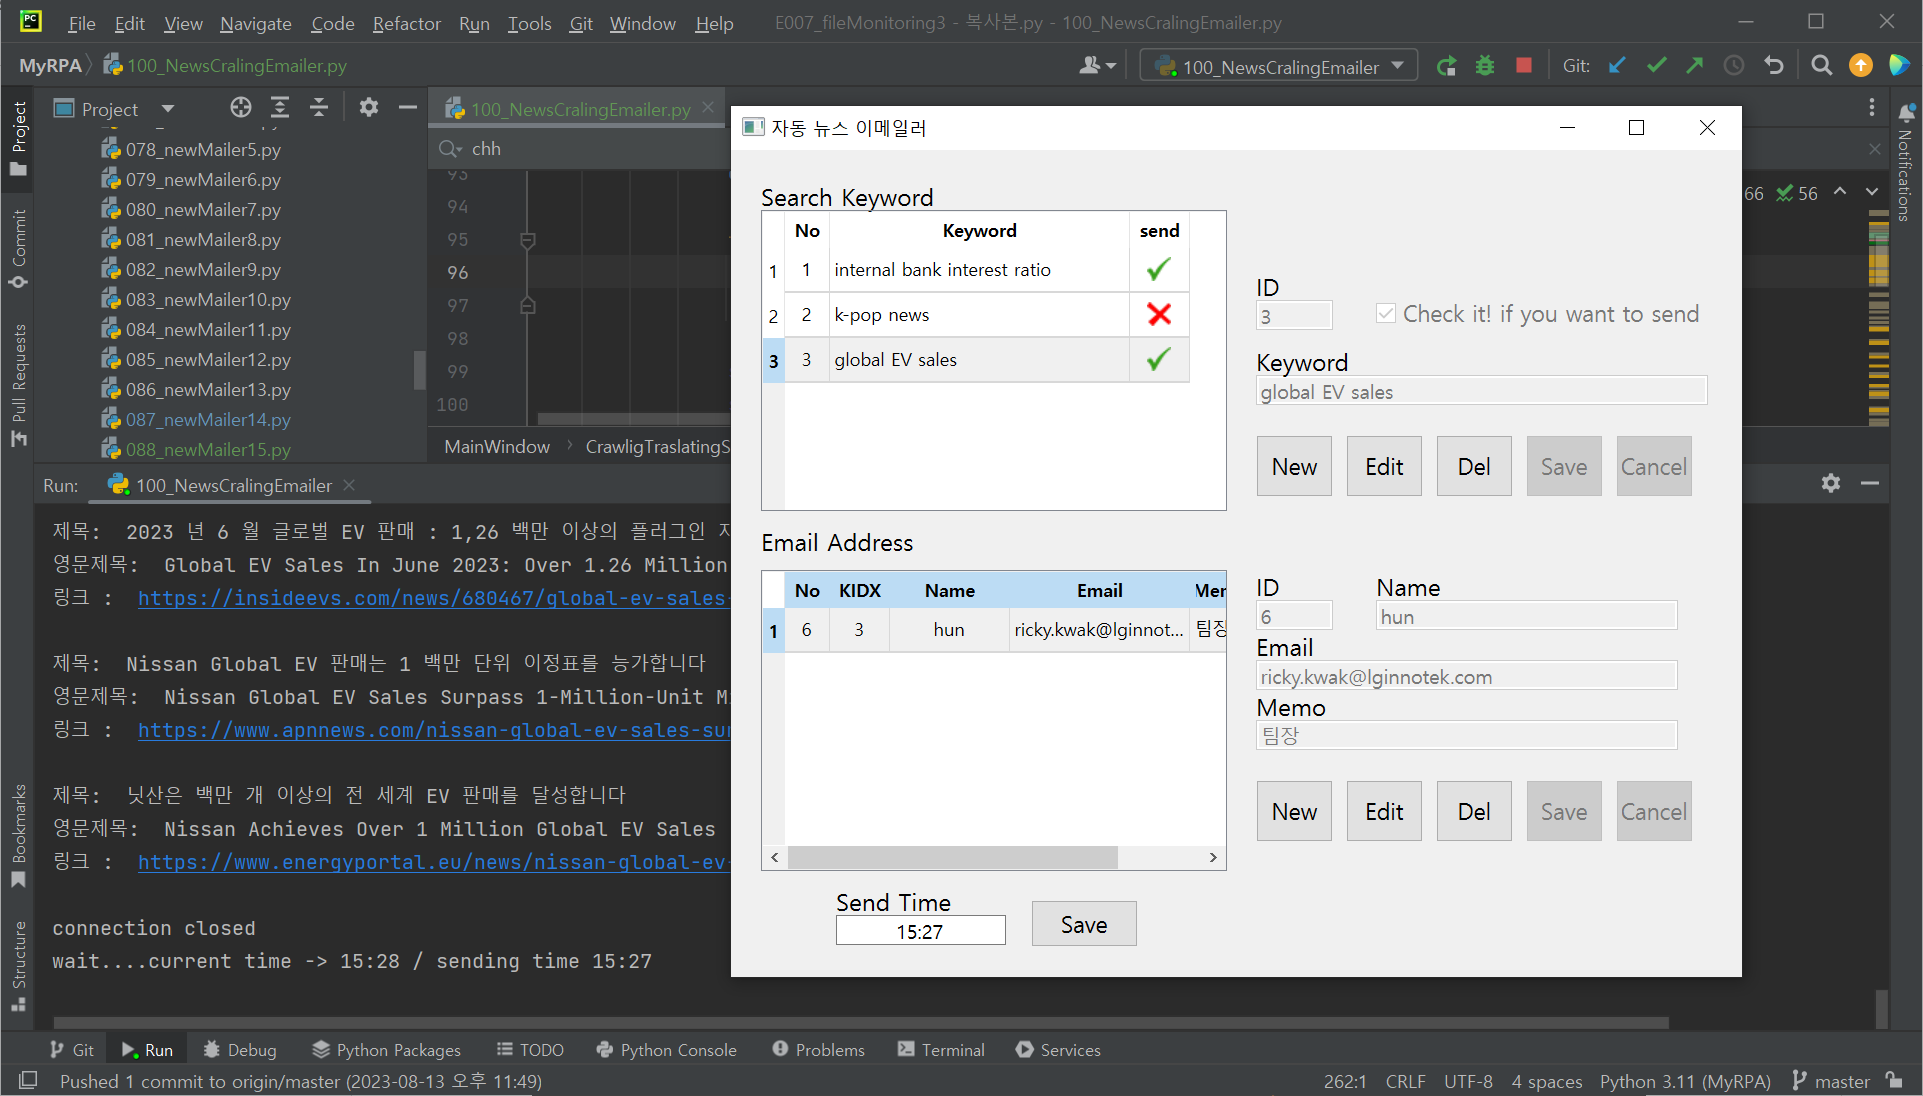 File Edit View Navigate Code Refactor Run Tools Git Window Help E007_fileMonitoring3 - 복사본.py - 100_NewsCralingEmailer.py
MyRPA 100_NewsCralingEmailer.py
100_NewsCralingEmailer Git:
Project
100_NewsCralingEmailer.py
078_newMailer5.py
079_newMailer6.py
080_newMailer7.py
081_newMailer8.py
082_newMailer9.py
083_newMailer10.py
084_newMailer11.py
085_newMailer12.py
086_newMailer13.py
087_newMailer14.py
088_newMailer15.py
chh
93
94
95
96
97
98
99
100
66 56
MainWindow CrawligTraslatingS
Project
Commit
Pull Requests
Bookmarks
Structure
Notifications
Run: 100_NewsCralingEmailer
제목: 2023 년 6 월 글로벌 EV 판매 : 1,26 백만 이상의 플러그인
영문제목: Global EV Sales In June 2023: Over 1.26 Million
링크 : https://insideevs.com/news/680467/global-ev-sales-
제목: Nissan Global EV 판매는 1 백만 단위 이정표를 능가합니다
영문제목: Nissan Global EV Sales Surpass 1-Million-Unit Mi
링크 : https://www.apnnews.com/nissan-global-ev-sales-sur
제목: 닛산은 백만 개 이상의 전 세계 EV 판매를 달성합니다
영문제목: Nissan Achieves Over 1 Million Global EV Sales
링크 : https://www.energyportal.eu/news/nissan-global-ev-
connection closed
wait....current time -> 15:28 / sending time 15:27
자동 뉴스 이메일러
Search Keyword
No Keyword send
1 1 internal bank interest ratio
2 2 k-pop news
3 3 global EV sales
ID
3 Check it! if you want to send
Keyword
global EV sales
New Edit Del Save Cancel
Email Address
No KIDX Name Email Mer
1 6 3 hun ricky.kwak@lginnot... 팀장
ID Name
6 hun
Email
ricky.kwak@lginnotek.com
Memo
팀장
New Edit Del Save Cancel
Send Time
15:27 Save
Git Run Debug Python Packages TODO Python Console Problems Terminal Services
Pushed 1 commit to origin/master (2023-08-13 오후 11:49) 262:1 CRLF UTF-8 4 spaces Python 3.11 (MyRPA) master